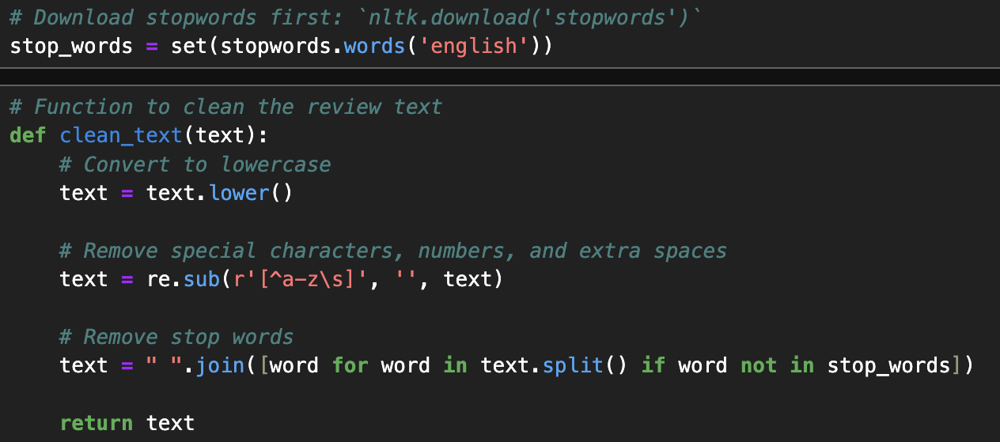 # Download stopwords first: `nltk.download('stopwords')`
stop_words = set(stopwords.words('english'))
# Function to clean the review text
def clean_text(text):
    # Convert to lowercase
    text = text.lower()
    # Remove special characters, numbers, and extra spaces
    text = re.sub(r'[^a-z\s]', '', text)
    # Remove stop words
    text = " ".join([word for word in text.split() if word not in stop_words])
    return text